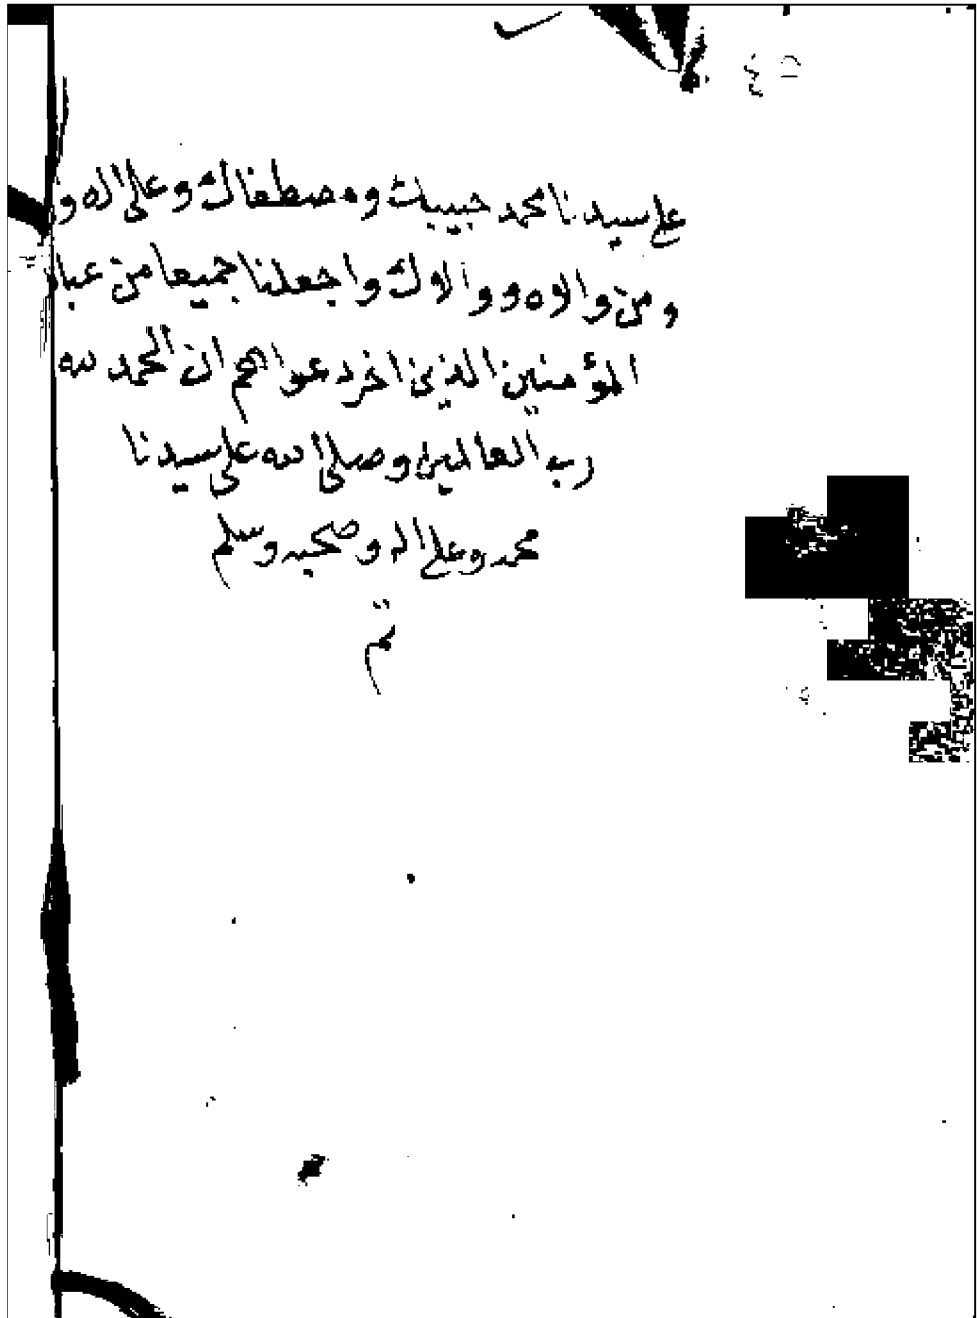 ٤٥
على سيدنا محمد حبيبك ومصطفاك وعلى اله
ومن والاه ووالاك واجعلنا جميعا من
المؤمنين الذين اخر دعواهم ان الحمد لله
رب العالمين وصلى الله على سيدنا
محمد وعلى اله وصحبه وسلم
تم